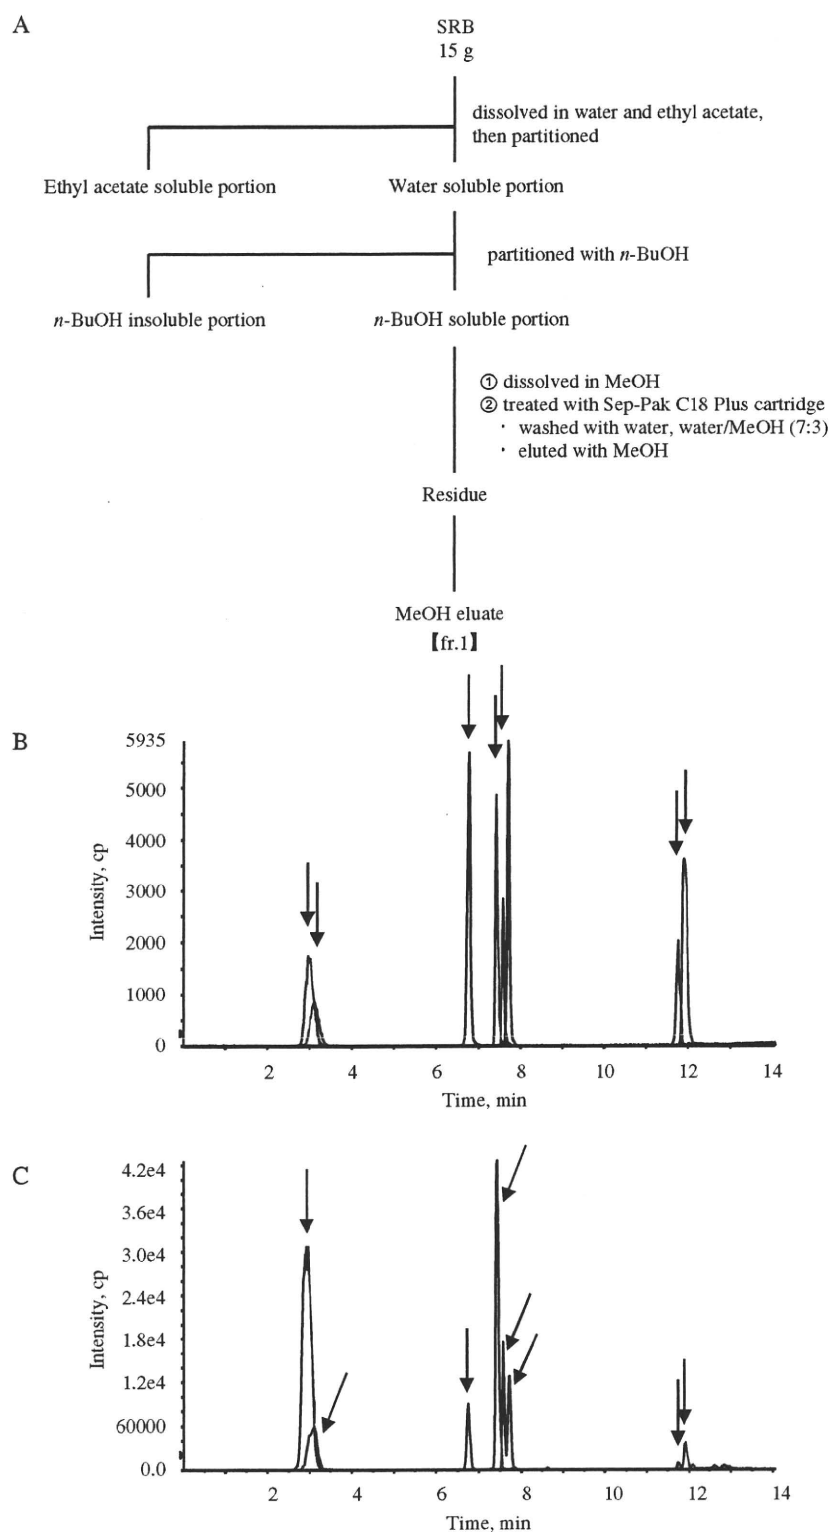 A
SRB
15 g
dissolved in water and ethyl acetate,
then partitioned
Ethyl acetate soluble portion
Water soluble portion
partitioned with n-BuOH
n-BuOH insoluble portion
n-BuOH soluble portion
① dissolved in MeOH
② treated with Sep-Pak C18 Plus cartridge
· washed with water, water/MeOH (7:3)
· eluted with MeOH
Residue
MeOH eluate
【fr.1】
B
5935
5000
4000
3000
2000
1000
0
Intensity, cp
2 4 6 8 10 12 14
Time, min
C
4.2e4
3.6e4
3.0e4
2.4e4
1.8e4
1.2e4
60000
0.0
Intensity, cp
2 4 6 8 10 12 14
Time, min